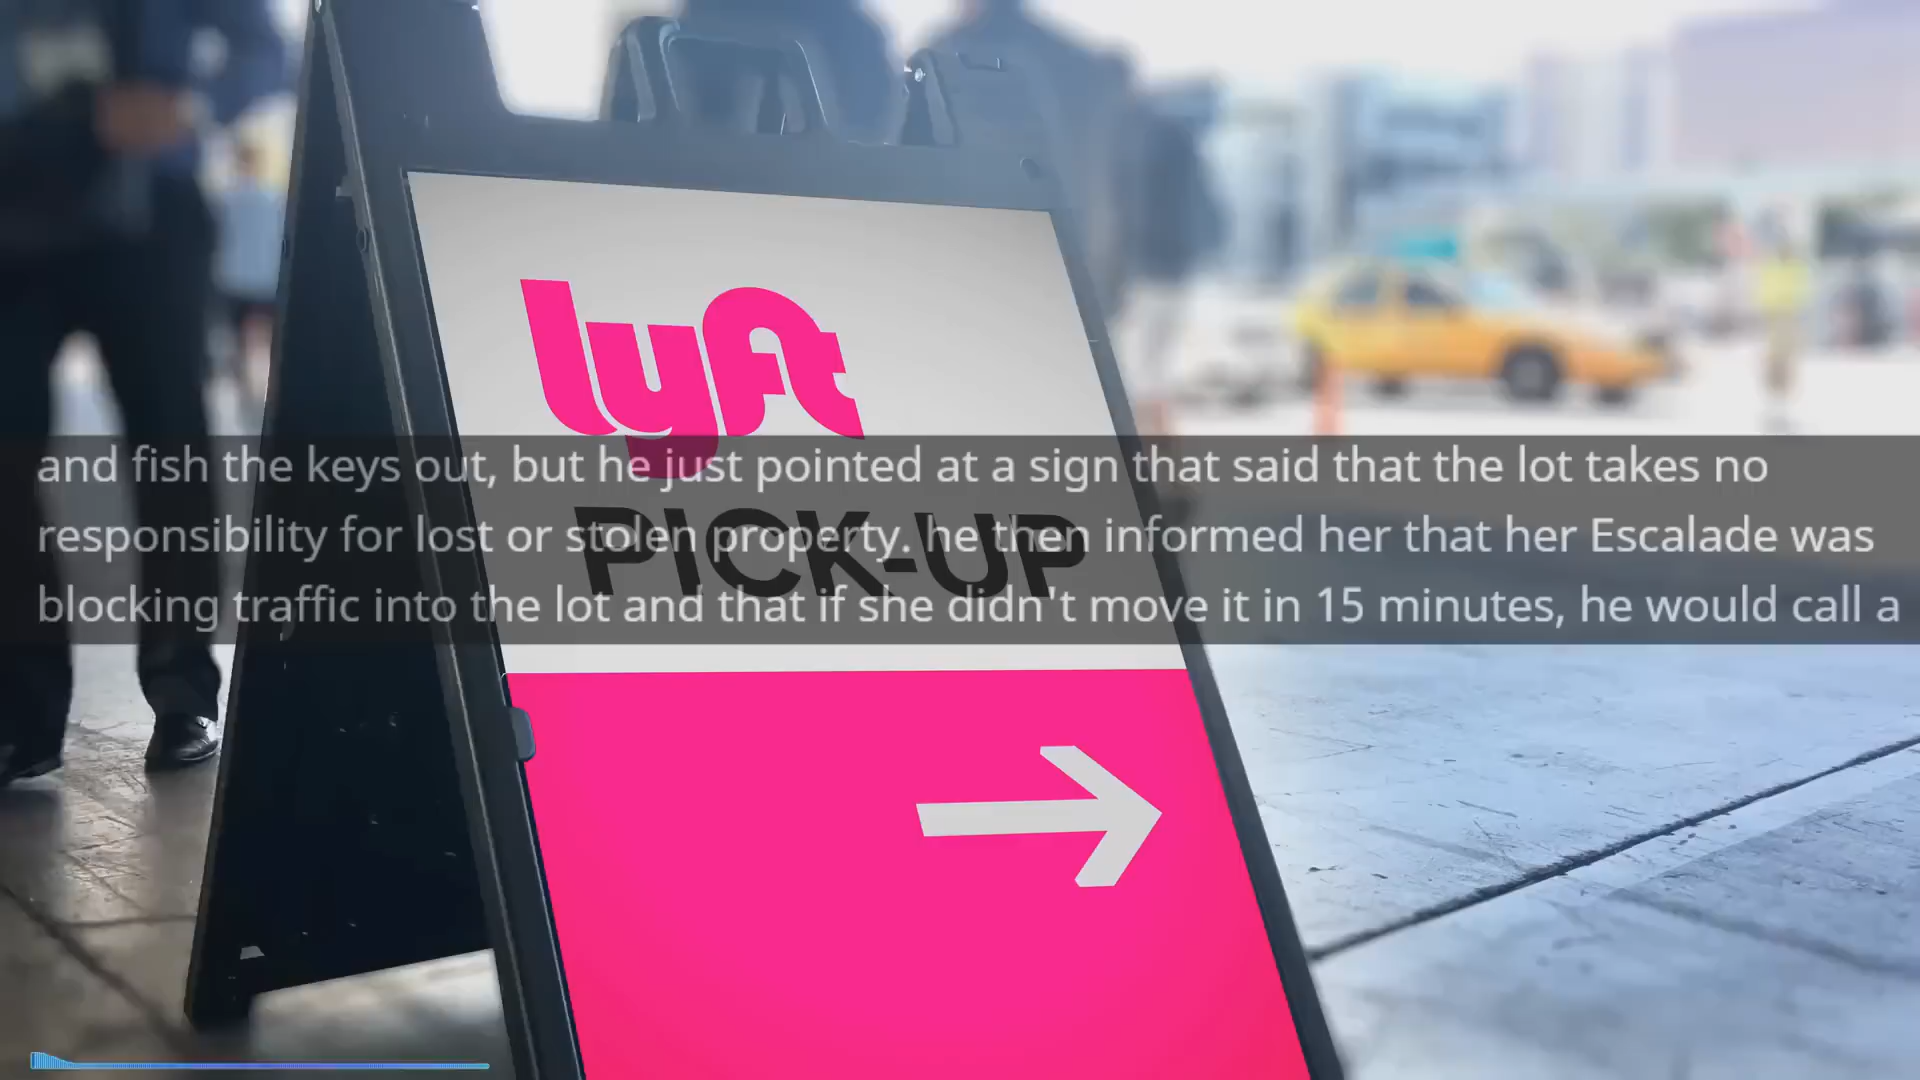 lyft
PICK-UP
and fish the keys out, but he just pointed at a sign that said that the lot takes no
responsibility for lost or stolen property. he then informed her that her Escalade was
blocking traffic into the lot and that if she didn't move it in 15 minutes, he would call a